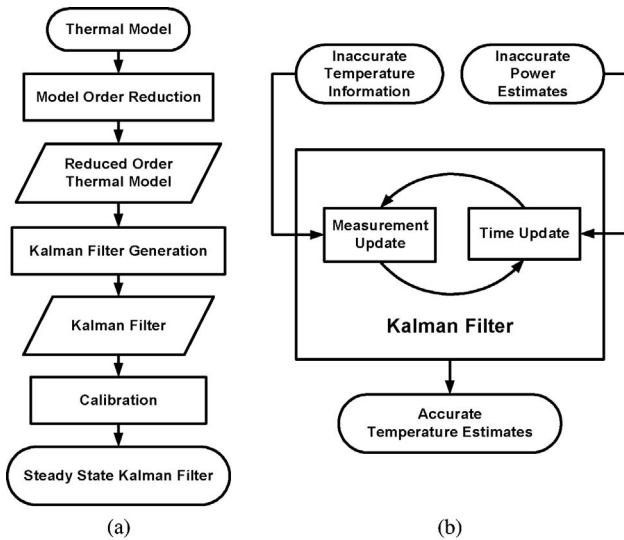 Thermal Model
Model Order Reduction
Reduced Order
Thermal Model
Kalman Filter Generation
Kalman Filter
Calibration
Steady State Kalman Filter
(a)
Inaccurate
Temperature
Information
Inaccurate
Power
Estimates
Measurement
Update
Time Update
Kalman Filter
Accurate
Temperature Estimates
(b)